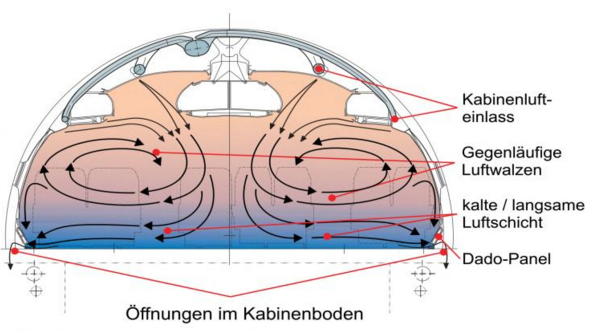 Kabinenluft-
einlass
Gegenläufige
Luftwalzen
kalte / langsame
Luftschicht
Dado-Panel
Öffnungen im Kabinenboden